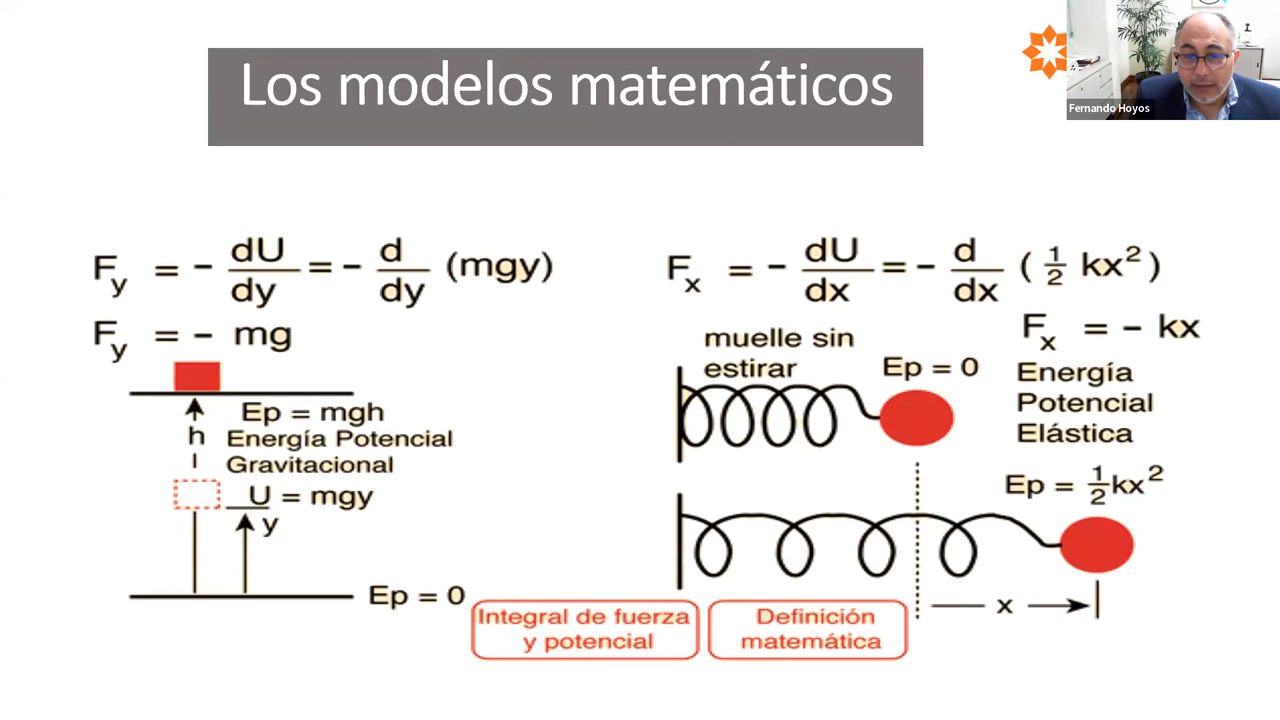 Los modelos matemáticos
Fernando Hoyos
F_y = - dU/dy = - d/dy (mgy)
F_y = - mg
Ep = mgh
h
Energía Potencial
Gravitacional
U = mgy
y
Ep = 0
F_x = - dU/dx = - d/dx ( 1/2 kx² )
F_x = - kx
muelle sin
estirar
Ep = 0
Energía
Potencial
Elástica
Ep = 1/2 kx²
x
Integral de fuerza
y potencial
Definición
matemática